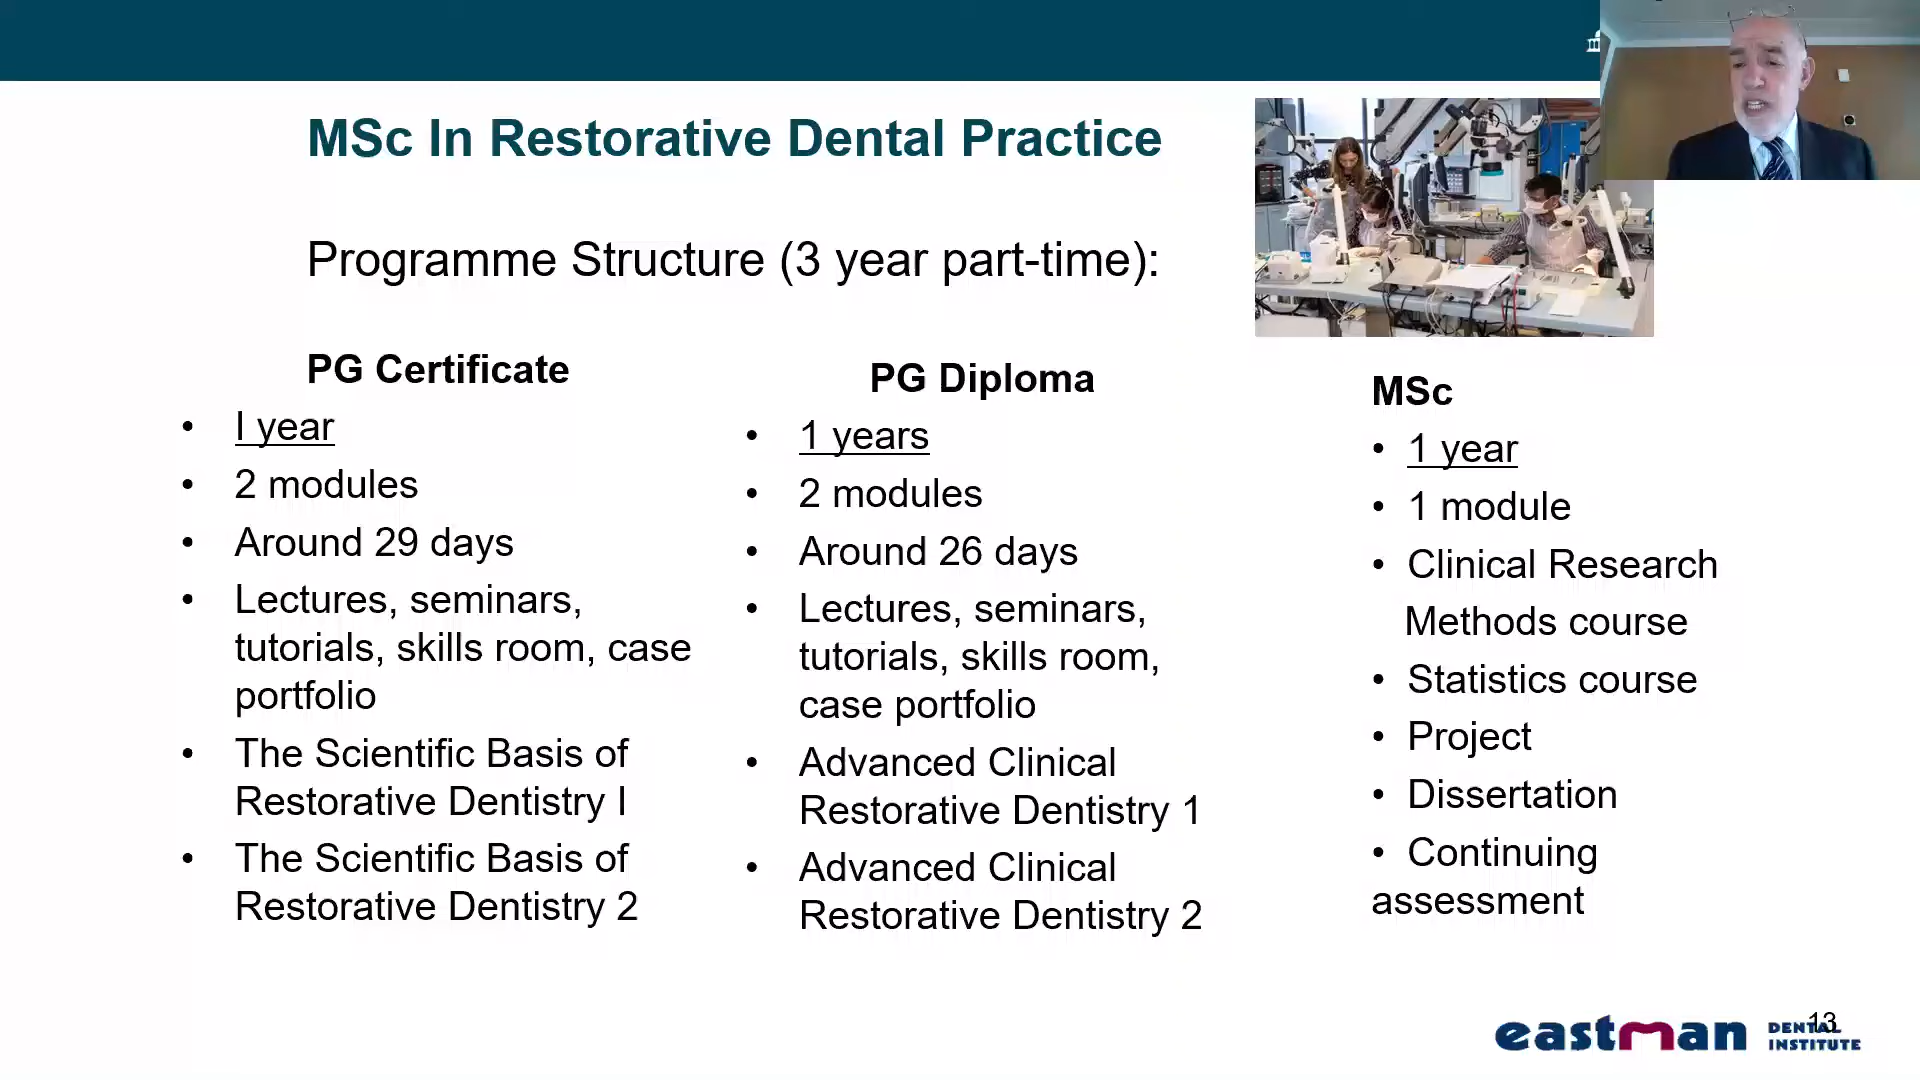 MSc In Restorative Dental Practice
Programme Structure (3 year part-time):
PG Certificate
• I year
• 2 modules
• Around 29 days
• Lectures, seminars,
tutorials, skills room, case
portfolio
• The Scientific Basis of
Restorative Dentistry I
• The Scientific Basis of
Restorative Dentistry 2
PG Diploma
• 1 years
• 2 modules
• Around 26 days
• Lectures, seminars,
tutorials, skills room,
case portfolio
• Advanced Clinical
Restorative Dentistry 1
• Advanced Clinical
Restorative Dentistry 2
MSc
• 1 year
• 1 module
• Clinical Research
Methods course
• Statistics course
• Project
• Dissertation
• Continuing
assessment
eastman DENTAL
INSTITUTE
13